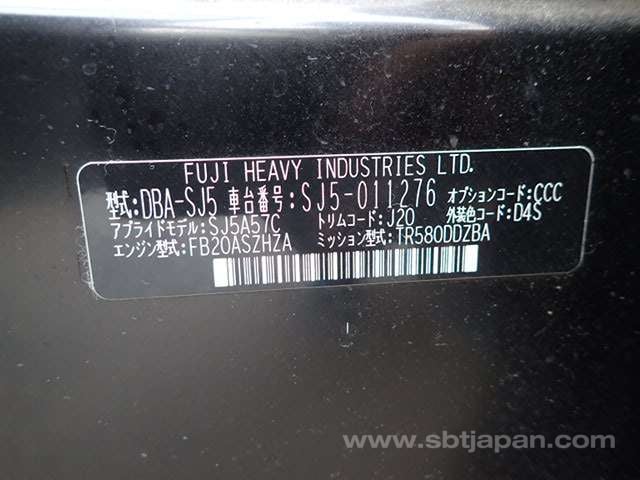 FUJI HEAVY INDUSTRIES LTD.
型式:DBA-SJ5 車台番号:SJ5-011276 オプションコード:CCC
アプライドモデル:SJ5A57C トリムコード:J20 外装色コード:D4S
エンジン型式:FB20ASZHZA ミッション型式:TR580DDZBA
www.sbtjapan.com